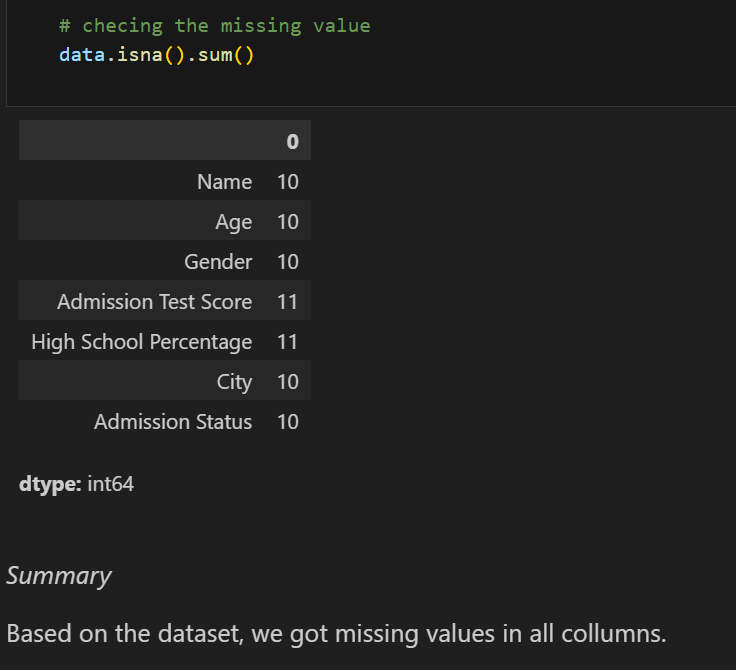 # checing the missing value
data.isna().sum()
0
Name 10
Age 10
Gender 10
Admission Test Score 11
High School Percentage 11
City 10
Admission Status 10
dtype: int64
Summary
Based on the dataset, we got missing values in all collumns.